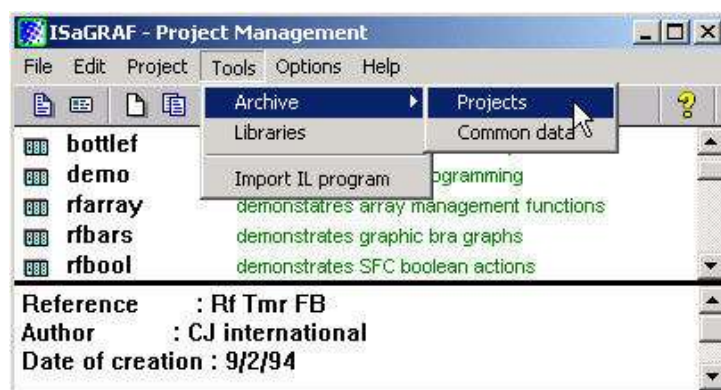 ISaGRAF - Project Management
File Edit Project Tools Options Help
Archive Projects
Libraries Common data
Import IL program
bottlef
demo ogramming
rfarray demonstatres array management functions
rfbars demonstrates graphic bra graphs
rfbool demonstrates SFC boolean actions
Reference : Rf Tmr FB
Author : CJ international
Date of creation : 9/2/94